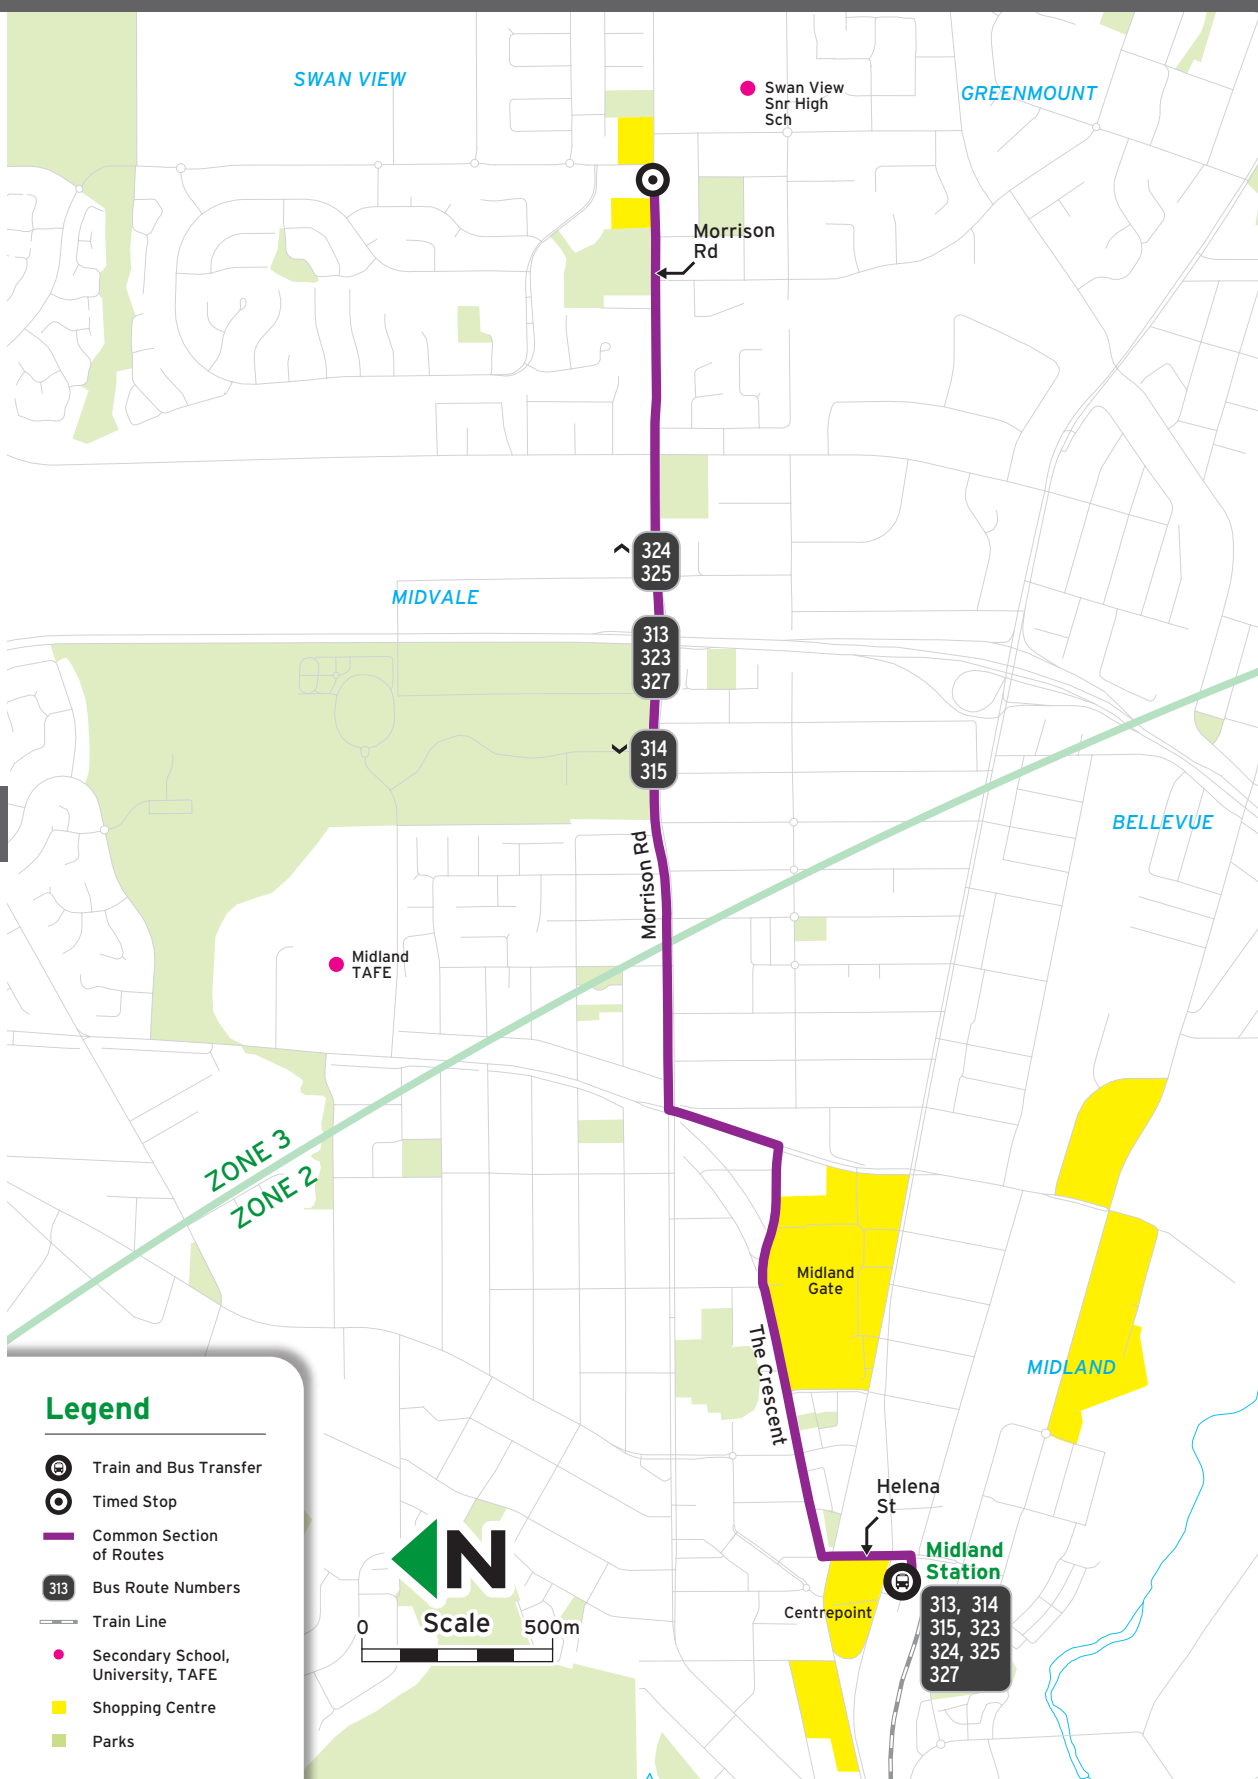 SWAN VIEW
Swan View
Snr High
Sch
GREENMOUNT
Morrison
Rd
324
325
MIDVALE
313
323
327
314
315
BELLEVUE
Morrison Rd
Midland
TAFE
ZONE 3
ZONE 2
Midland
Gate
The Crescent
MIDLAND
Helena
St
Midland
Station
Centrepoint
313, 314
315, 323
324, 325
327
N
Scale
0
500m
Legend
Train and Bus Transfer
Timed Stop
Common Section
of Routes
313
Bus Route Numbers
Train Line
Secondary School,
University, TAFE
Shopping Centre
Parks